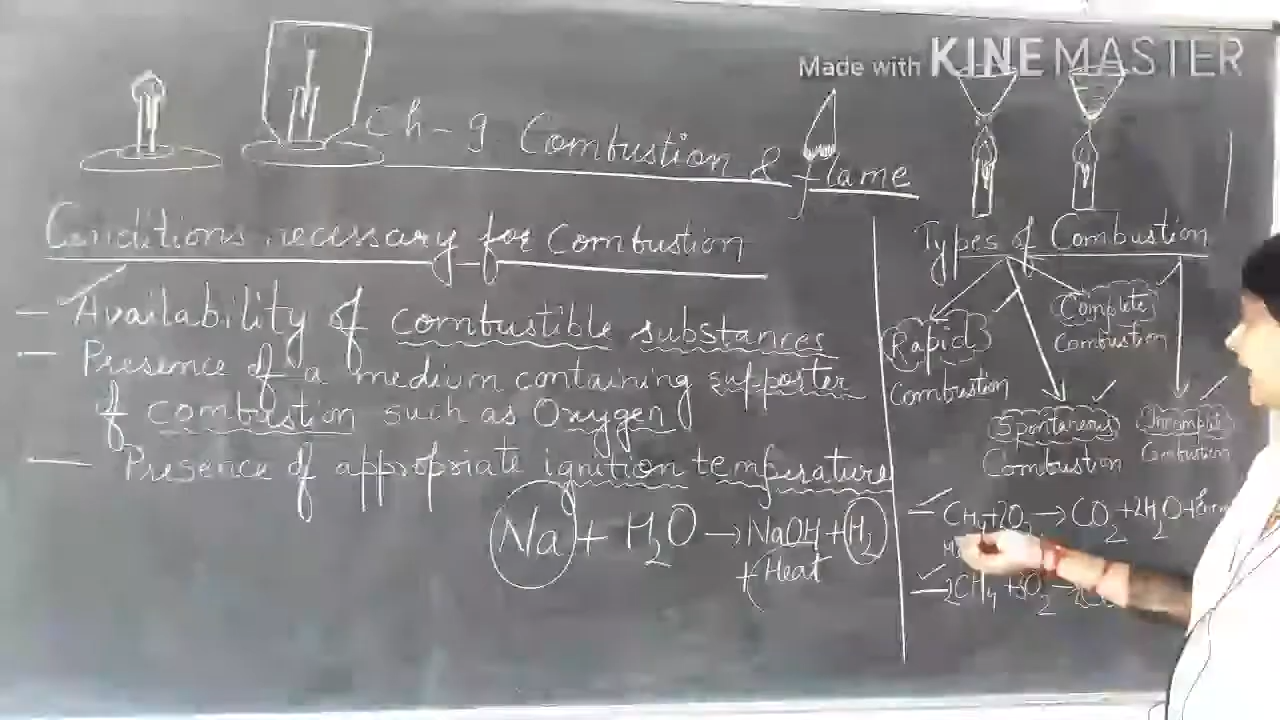 Made with KINEMASTER
Ch-9 Combustion & flame
Conditions necessary for Combustion
— Availability of combustible substances
— Presence of a medium containing supporter
of combustion such as Oxygen
— Presence of appropriate ignition temperature
Na + H₂O → NaOH + H₂
+ Heat
Types of Combustion
Rapid
Combustion
Complete
Combustion
Spontaneous
Combustion
Combustion
CH₄+2O₂ → CO₂+2H₂O+
2CH₄ +3O₂ →